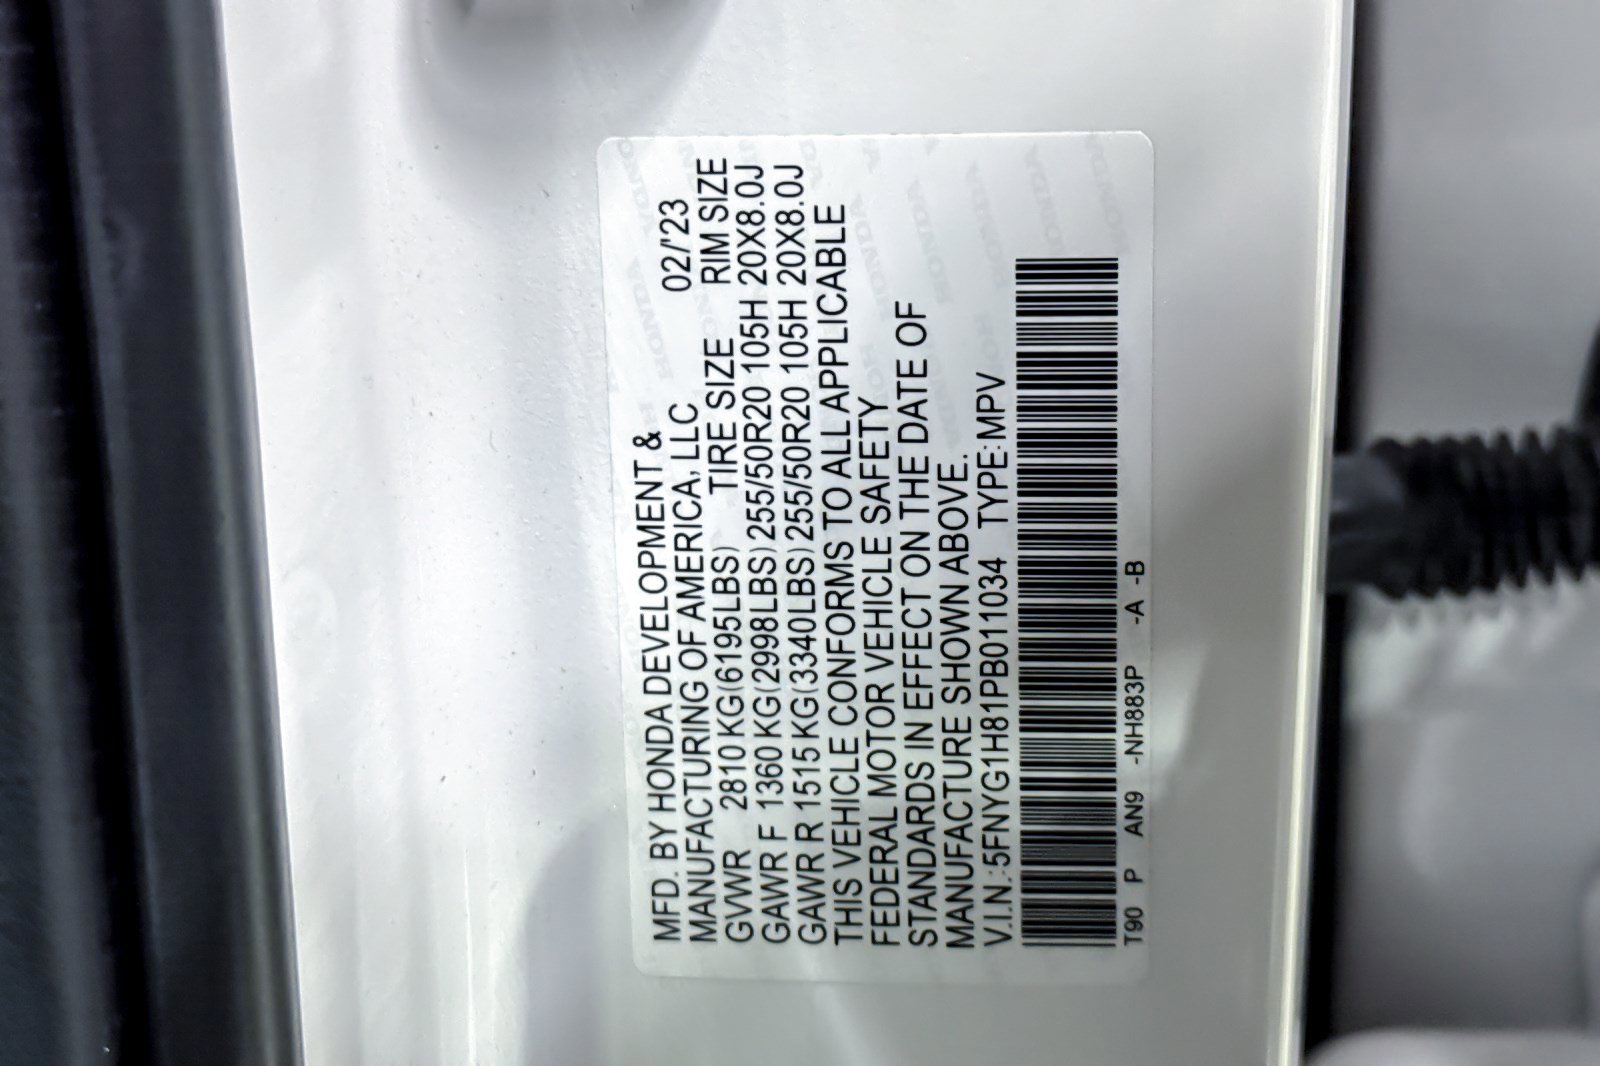 MFD. BY HONDA DEVELOPMENT &
MANUFACTURING OF AMERICA, LLC 02/'23
GVWR 2810 KG(6195LBS) TIRE SIZE RIM SIZE
GAWR F 1360 KG(2998LBS) 255/50R20 105H 20X8.0J
GAWR R 1515 KG(3340LBS) 255/50R20 105H 20X8.0J
THIS VEHICLE CONFORMS TO ALL APPLICABLE
FEDERAL MOTOR VEHICLE SAFETY
STANDARDS IN EFFECT ON THE DATE OF
MANUFACTURE SHOWN ABOVE.
V.I.N.:5FNYG1H81PB011034 TYPE:MPV
T90 P AN9 -NH883P -A -B